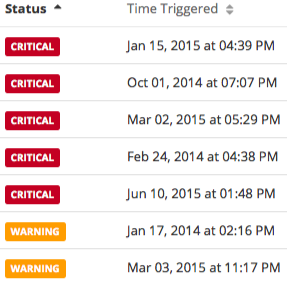 Status Time Triggered
CRITICAL Jan 15, 2015 at 04:39 PM
CRITICAL Oct 01, 2014 at 07:07 PM
CRITICAL Mar 02, 2015 at 05:29 PM
CRITICAL Feb 24, 2014 at 04:38 PM
CRITICAL Jun 10, 2015 at 01:48 PM
WARNING Jan 17, 2014 at 02:16 PM
WARNING Mar 03, 2015 at 11:17 PM